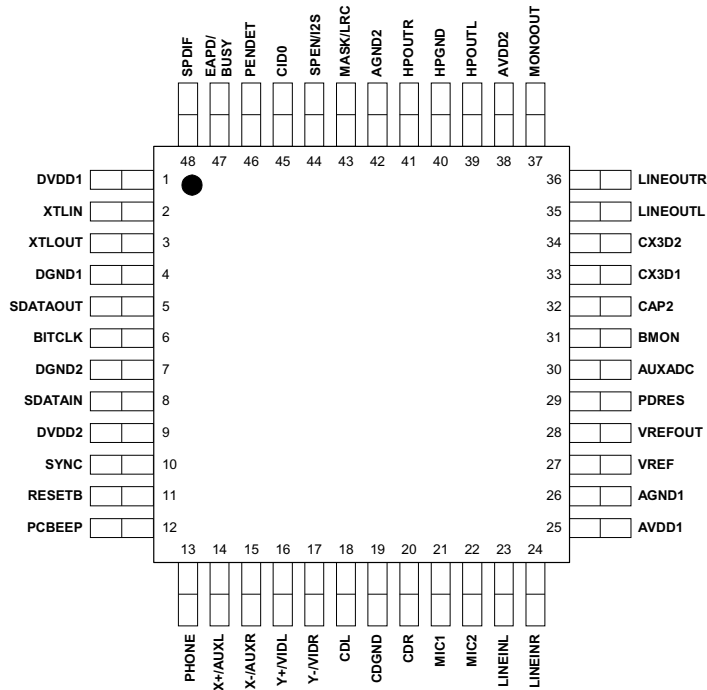 SPDIF
EAPD/
BUSY
PENDET
CID0
SPEN/I2S
MASK/LRC
AGND2
HPOUTR
HPGND
HPOUTL
AVDD2
MONOOUT
48 47 46 45 44 43 42 41 40 39 38 37
DVDD1 1
XTLIN 2
XTLOUT 3
DGND1 4
SDATAOUT 5
BITCLK 6
DGND2 7
SDATAIN 8
DVDD2 9
SYNC 10
RESETB 11
PCBEEP 12
36 LINEOUTR
35 LINEOUTL
34 CX3D2
33 CX3D1
32 CAP2
31 BMON
30 AUXADC
29 PDRES
28 VREFOUT
27 VREF
26 AGND1
25 AVDD1
13 14 15 16 17 18 19 20 21 22 23 24
PHONE
X+/AUXL
X-/AUXR
Y+/VIDL
Y-/VIDR
CDL
CDGND
CDR
MIC1
MIC2
LINEINL
LINEINR